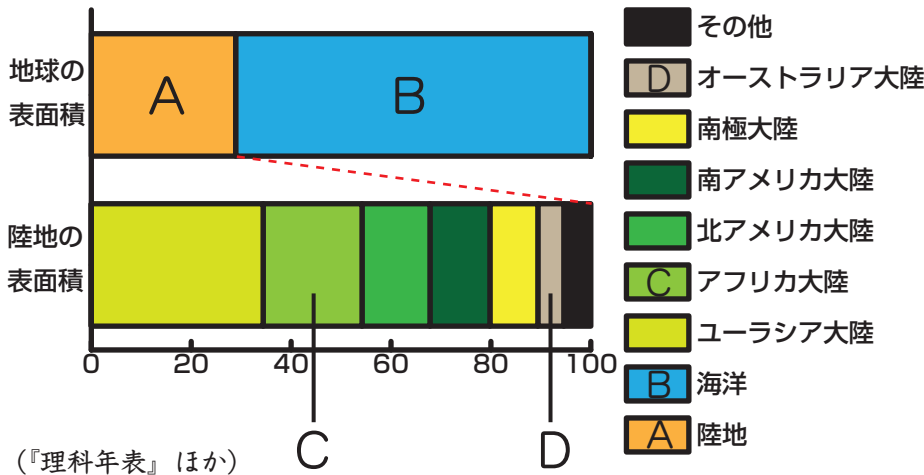 地球の
表面積
A
B
陸地の
表面積
0 20 40 60 80 100
C
D
(『理科年表』ほか)
その他
D オーストラリア大陸
南極大陸
南アメリカ大陸
北アメリカ大陸
C アフリカ大陸
ユーラシア大陸
B 海洋
A 陸地